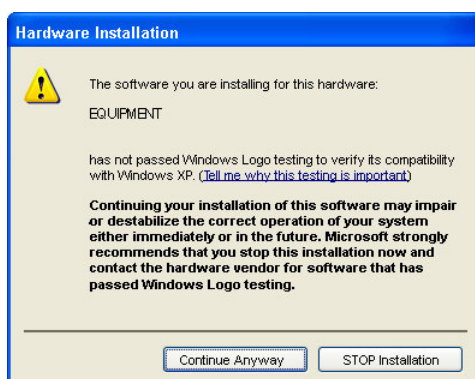 Hardware Installation
The software you are installing for this hardware:
EQUIPMENT
has not passed Windows Logo testing to verify its compatibility
with Windows XP. (Tell me why this testing is important)
Continuing your installation of this software may impair
or destabilize the correct operation of your system
either immediately or in the future. Microsoft strongly
recommends that you stop this installation now and
contact the hardware vendor for software that has
passed Windows Logo testing.
Continue Anyway
STOP Installation